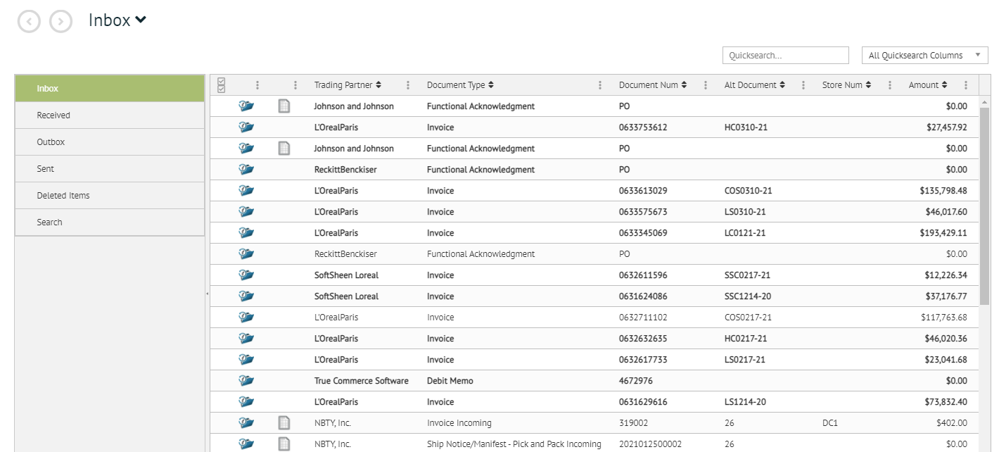 Inbox
Quicksearch... All Quicksearch Columns
Inbox
Received
Outbox
Sent
Deleted Items
Search
Trading Partner Document Type Document Num Alt Document Store Num Amount
Johnson and Johnson Functional Acknowledgment PO $0.00
L'OrealParis Invoice 0633753612 HC0310-21 $27,457.92
Johnson and Johnson Functional Acknowledgment PO $0.00
ReckittBenckiser Functional Acknowledgment PO $0.00
L'OrealParis Invoice 0633613029 COS0310-21 $135,798.48
L'OrealParis Invoice 0633575673 LS0310-21 $46,017.60
L'OrealParis Invoice 0633345069 LC0121-21 $193,429.11
ReckittBenckiser Functional Acknowledgment PO $0.00
SoftSheen Loreal Invoice 0632611596 SSC0217-21 $12,226.34
SoftSheen Loreal Invoice 0631624086 SSC1214-20 $37,176.77
L'OrealParis Invoice 0632711102 COS0217-21 $117,763.68
L'OrealParis Invoice 0632632635 HC0217-21 $46,020.36
L'OrealParis Invoice 0632617733 LS0217-21 $23,041.68
True Commerce Software Debit Memo 4672976 $0.00
L'OrealParis Invoice 0631629616 LS1214-20 $73,832.40
NBTY, Inc. Invoice Incoming 319002 26 DC1 $402.00
NBTY, Inc. Ship Notice/Manifest - Pick and Pack Incoming 2021012500002 26 $0.00